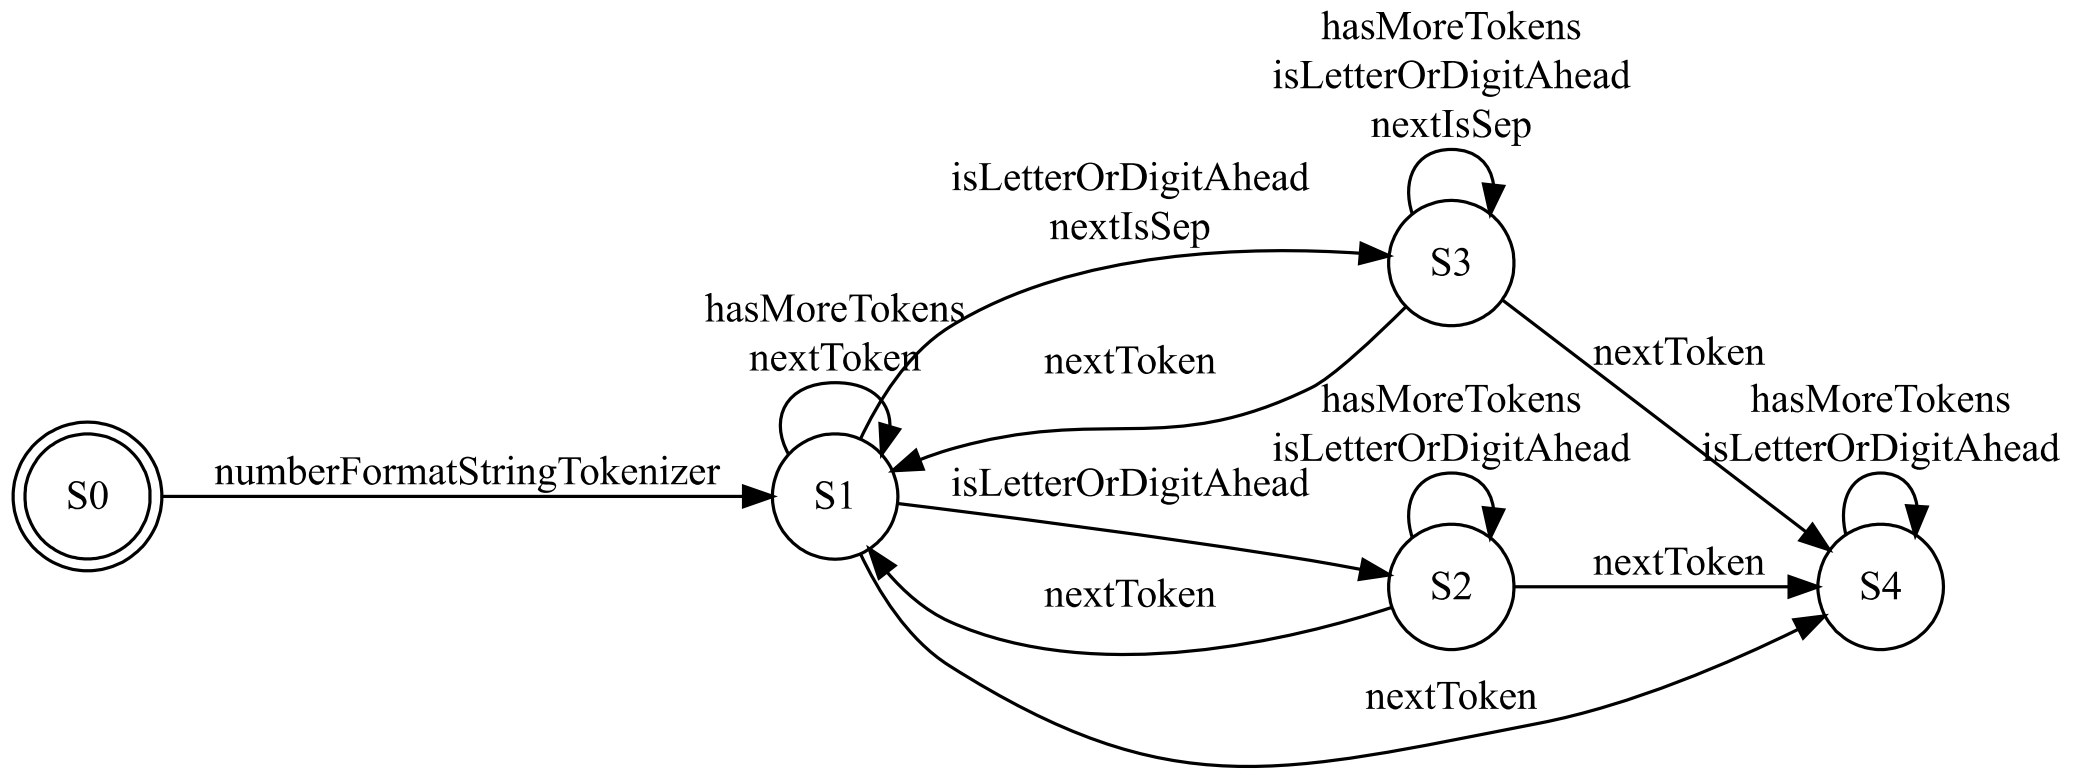 hasMoreTokens
isLetterOrDigitAhead
nextIsSep
isLetterOrDigitAhead
nextIsSep
S3
hasMoreTokens
nextToken
nextToken
nextToken
hasMoreTokens
isLetterOrDigitAhead
hasMoreTokens
isLetterOrDigitAhead
S0
numberFormatStringTokenizer
S1
isLetterOrDigitAhead
nextToken
S2
nextToken
S4
nextToken